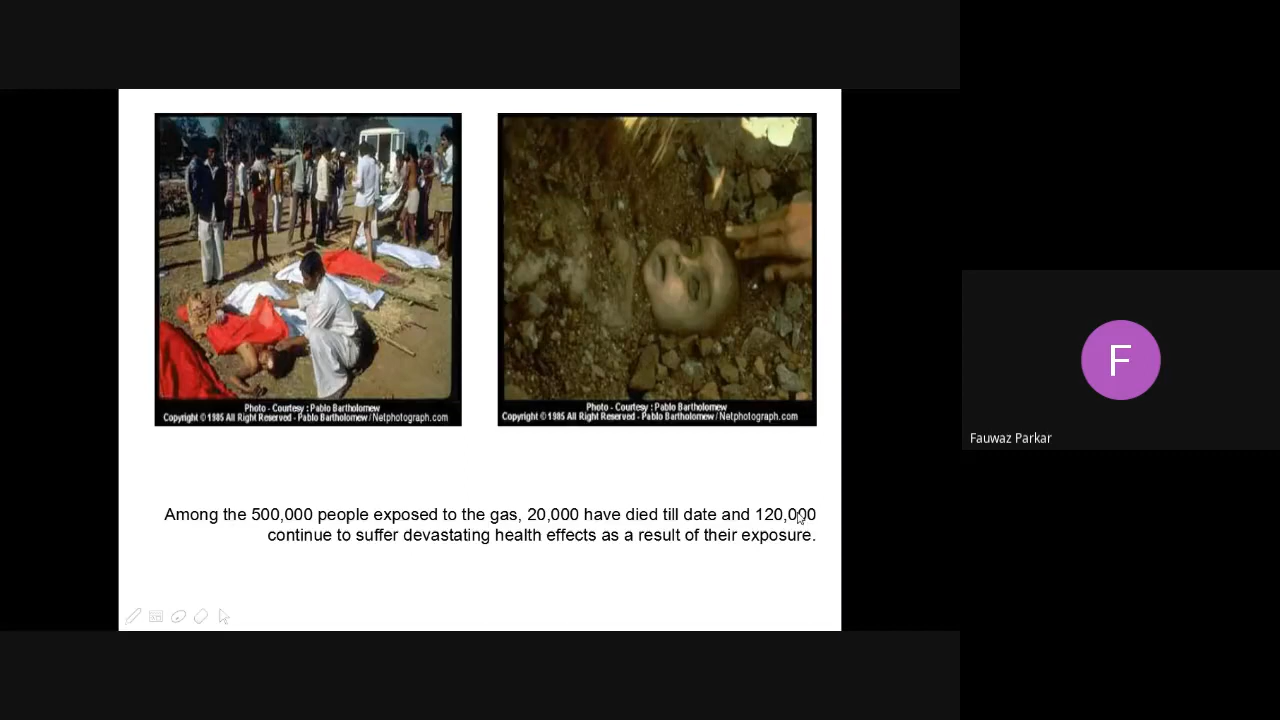 Photo - Courtesy : Pablo Bartholomew
Copyright © 1985 All Right Reserved - Pablo Bartholomew / Netphotograph.com
Photo - Courtesy : Pablo Bartholomew
Copyright © 1985 All Right Reserved - Pablo Bartholomew / Netphotograph.com
Among the 500,000 people exposed to the gas, 20,000 have died till date and 120,000
continue to suffer devastating health effects as a result of their exposure.
F
Fauwaz Parkar